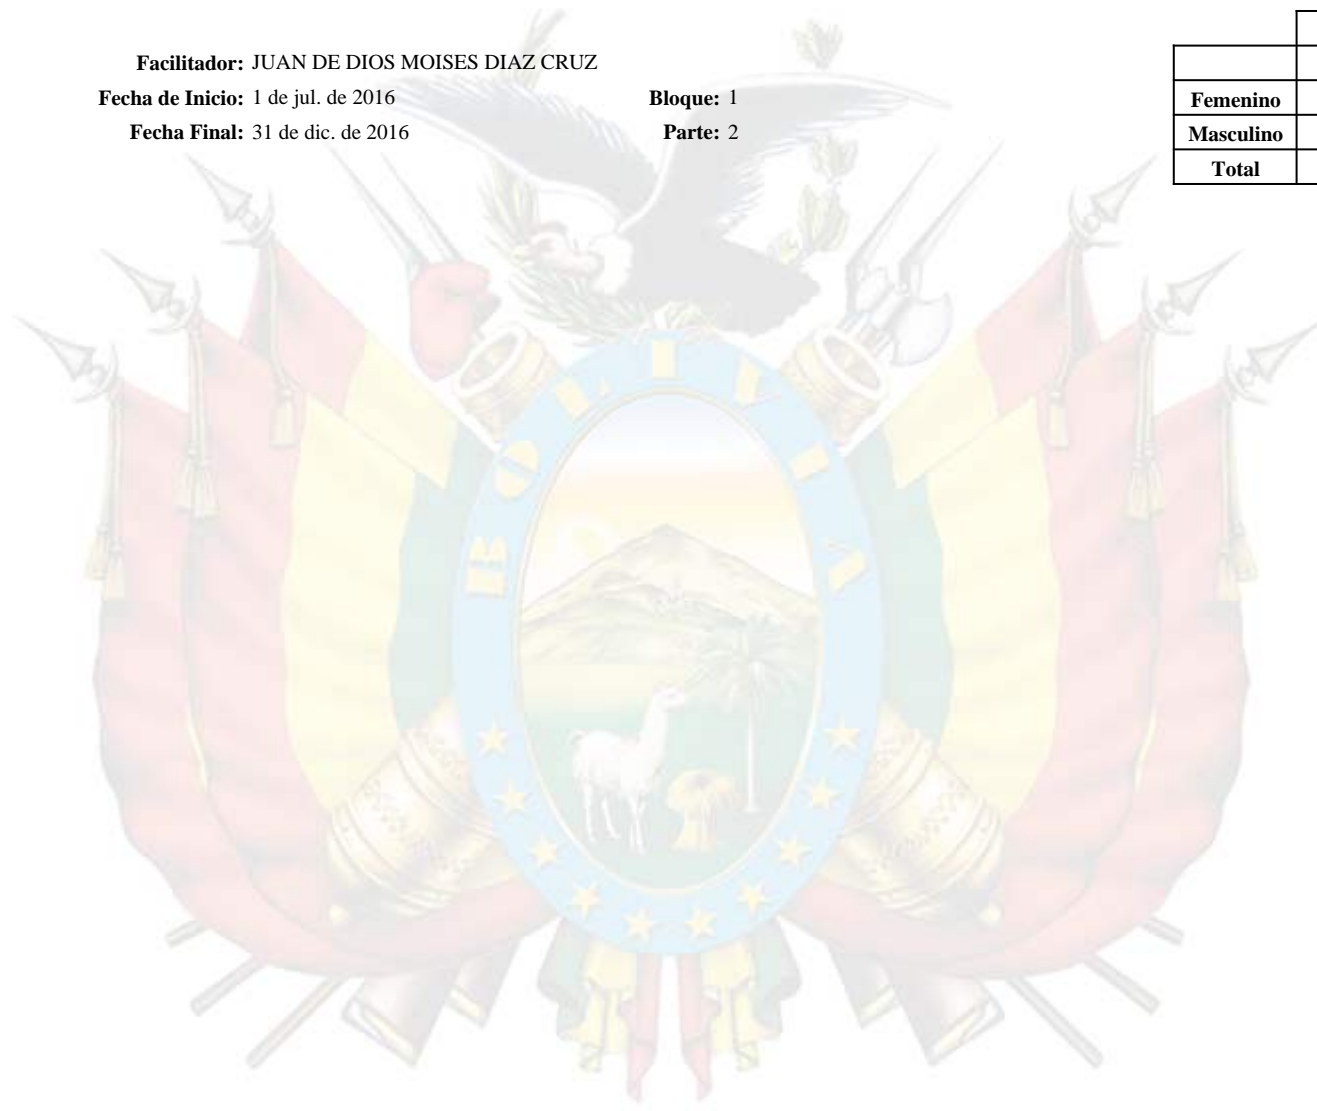 Facilitador: JUAN DE DIOS MOISES DIAZ CRUZ
Fecha de Inicio: 1 de jul. de 2016 Bloque: 1
Fecha Final: 31 de dic. de 2016 Parte: 2
Femenino
Masculino
Total
BOLIVIA